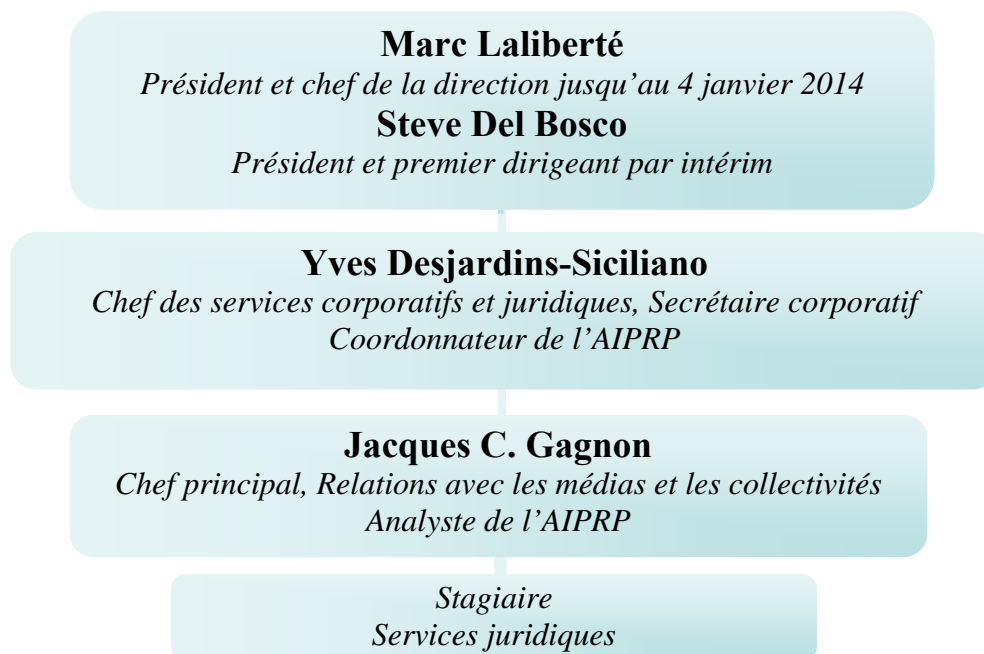 Marc Laliberté
Président et chef de la direction jusqu’au 4 janvier 2014
Steve Del Bosco
Président et premier dirigeant par intérim
Yves Desjardins-Siciliano
Chef des services corporatifs et juridiques, Secrétaire corporatif
Coordonnateur de l’AIPRP
Jacques C. Gagnon
Chef principal, Relations avec les médias et les collectivités
Analyste de l’AIPRP
Stagiaire
Services juridiques